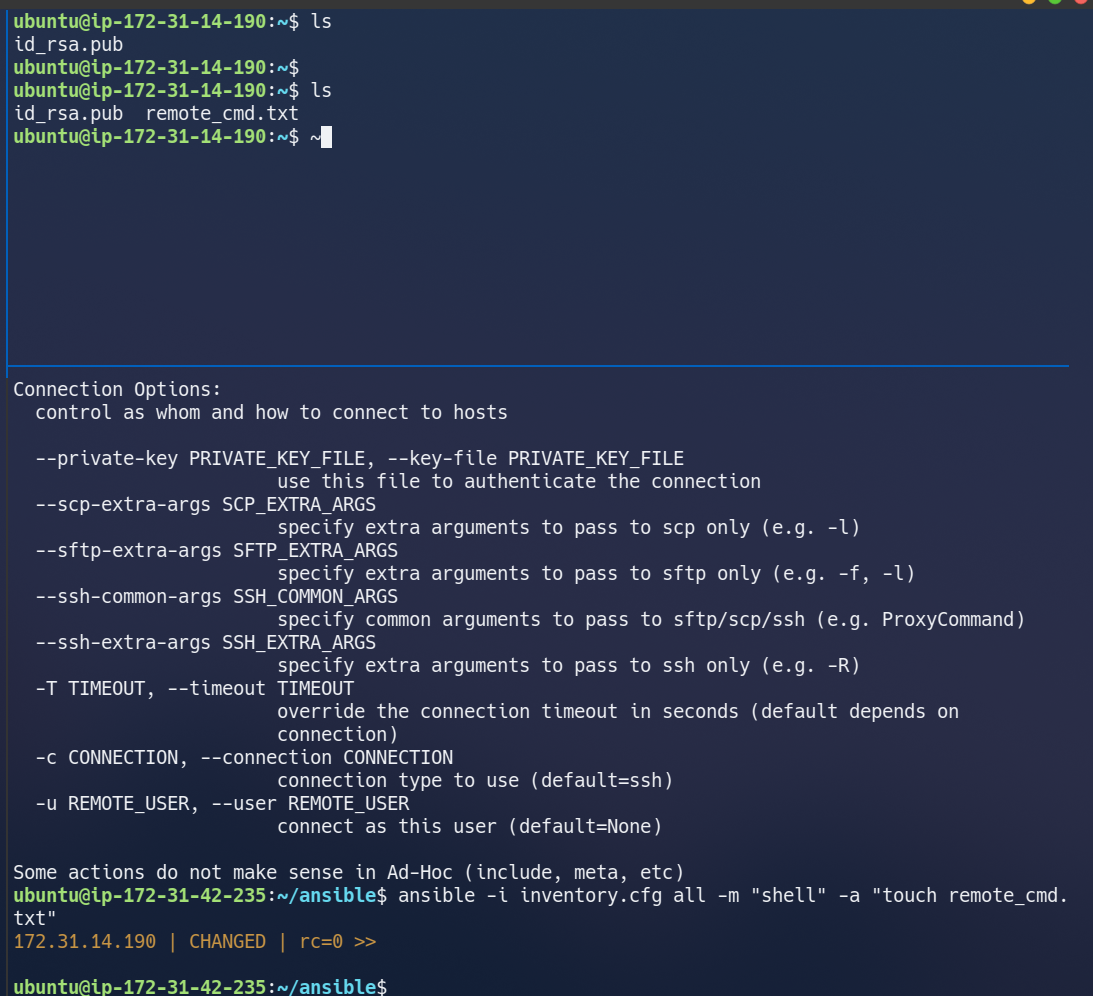 ubuntu@ip-172-31-14-190:~$ ls
id_rsa.pub
ubuntu@ip-172-31-14-190:~$
ubuntu@ip-172-31-14-190:~$ ls
id_rsa.pub  remote_cmd.txt
ubuntu@ip-172-31-14-190:~$ ~
Connection Options:
  control as whom and how to connect to hosts

  --private-key PRIVATE_KEY_FILE, --key-file PRIVATE_KEY_FILE
                        use this file to authenticate the connection
  --scp-extra-args SCP_EXTRA_ARGS
                        specify extra arguments to pass to scp only (e.g. -l)
  --sftp-extra-args SFTP_EXTRA_ARGS
                        specify extra arguments to pass to sftp only (e.g. -f, -l)
  --ssh-common-args SSH_COMMON_ARGS
                        specify common arguments to pass to sftp/scp/ssh (e.g. ProxyCommand)
  --ssh-extra-args SSH_EXTRA_ARGS
                        specify extra arguments to pass to ssh only (e.g. -R)
  -T TIMEOUT, --timeout TIMEOUT
                        override the connection timeout in seconds (default depends on
                        connection)
  -c CONNECTION, --connection CONNECTION
                        connection type to use (default=ssh)
  -u REMOTE_USER, --user REMOTE_USER
                        connect as this user (default=None)

Some actions do not make sense in Ad-Hoc (include, meta, etc)
ubuntu@ip-172-31-42-235:~/ansible$ ansible -i inventory.cfg all -m "shell" -a "touch remote_cmd.
txt"
172.31.14.190 | CHANGED | rc=0 >>

ubuntu@ip-172-31-42-235:~/ansible$